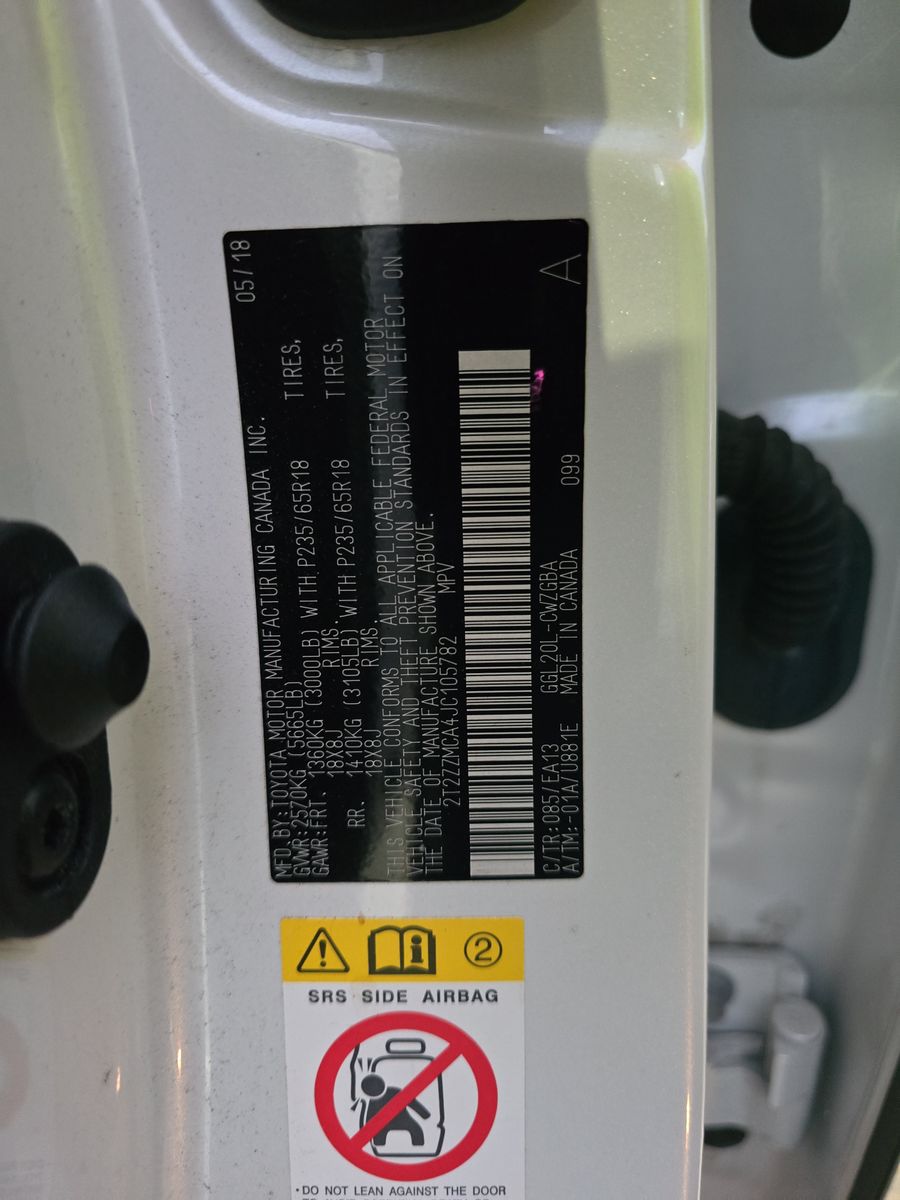 MFD.BY:TOYOTA MOTOR MANUFACTURING CANADA INC. 05/18
GVWR:2570KG (5665LB)
GAWR:FRT. 1360KG (3000LB) WITH P235/65R18 TIRES,
18X8J RIMS.
RR. 1410KG (3105LB) WITH P235/65R18 TIRES,
18X8J RIMS.
THIS VEHICLE CONFORMS TO ALL APPLICABLE FEDERAL MOTOR
VEHICLE SAFETY AND THEFT PREVENTION STANDARDS IN EFFECT ON
THE DATE OF MANUFACTURE SHOWN ABOVE.
2T2ZZMCA4JC105782 MPV
C/TR:085/EA13 GGL20L-CWZGBA A
A/TM:-01A/U881E MADE IN CANADA 099
2
SRS SIDE AIRBAG
•DO NOT LEAN AGAINST THE DOOR